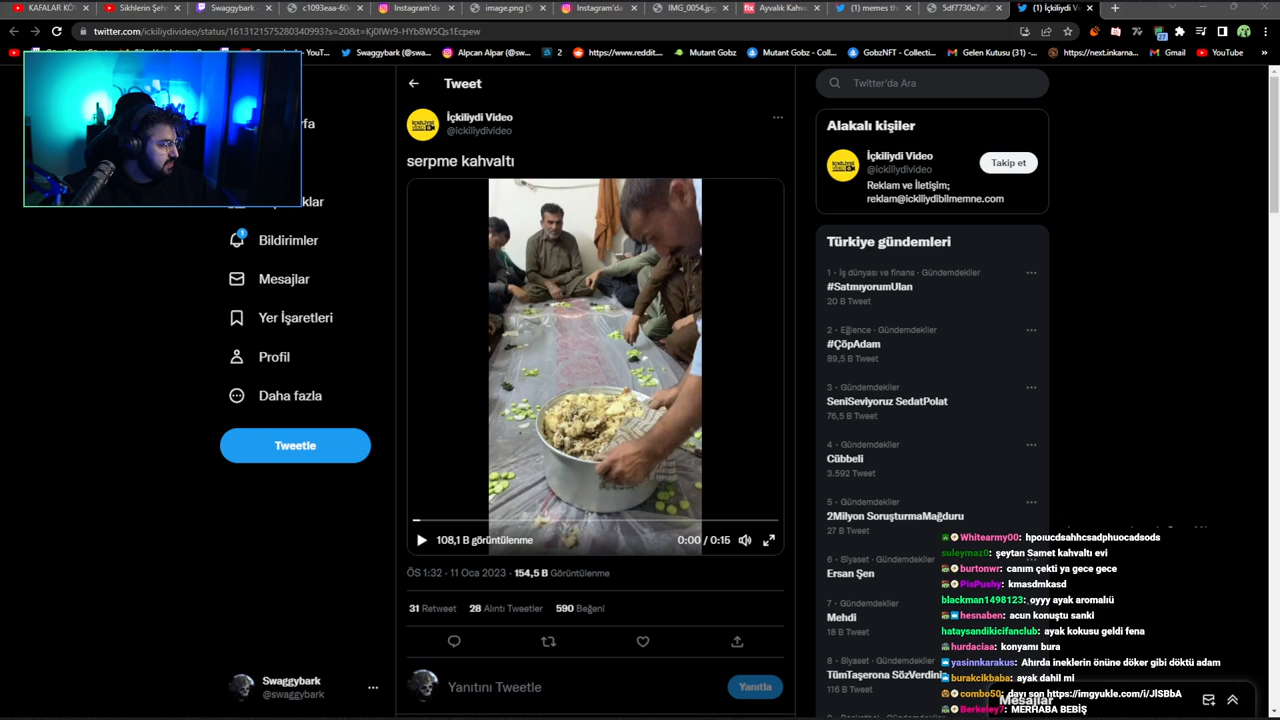 KAFALAR KÖ
Sikhlerin Şeh
Swaggybark
c1093eaa-60
Instagram'da
image.png (
Instagram'da
IMG_0054.jpg
Ayvalık Kahva
(1) memes th
5df7730e7af
(1) İçkiliydi V
twitter.com/ickiliydivideo/status/1613121575280340993?s=20&t=Kj0IWr9-HYb8W5Qs1Ecpew
YouT...
Swaggybark (@sw...
Alpcan Alpar (@sw...
2
https://www.reddit....
Mutant Gobz
Mutant Gobz - Coll...
GobzNFT - Collecti...
Gelen Kutusu (31) -...
https://next.inkarna...
Gmail
YouTube
Bildirimler
Mesajlar
Yer İşaretleri
Profil
Daha fazla
Tweetle
Swaggybark
@swaggybark
Tweet
İçkiliydi Video
@ickiliydivideo
serpme kahvaltı
108,1 B görüntülenme
0:00 / 0:15
ÖS 1:32 · 11 Oca 2023 · 154,5 B Görüntülenme
31 Retweet 28 Alıntı Tweetler 590 Beğeni
Yanıtını Tweetle
Yanıtla
Twitter'da Ara
Alakalı kişiler
İçkiliydi Video
@ickiliydivideo
Takip et
Reklam ve İletişim;
reklam@ickiliydibilmemne.com
Türkiye gündemleri
1 · İş dünyası ve finans · Gündemdekiler
#SatmıyorumUlan
20 B Tweet
2 · Eğlence · Gündemdekiler
#ÇöpAdam
89,5 B Tweet
3 · Gündemdekiler
SeniSeviyoruz SedatPolat
76,5 B Tweet
4 · Gündemdekiler
Cübbeli
3.592 Tweet
5 · Gündemdekiler
2Milyon SoruşturmaMağduru
27 B Tweet
6 · Siyaset · Gündemdekiler
Ersan Şen
7 · Gündemdekiler
Mehdi
18 B Tweet
8 · Siyaset · Gündemdekiler
TümTaşerona SözVerdini
116 B Tweet
Mesajlar
Whitearmy00: hpoıucdsahhcsadphuocadsods
suleymaz0: şeytan Samet kahvaltı evi
burtonwr: canım çekti ya gece gece
PisPushy: kmasdmkasd
blackman1498123: oyyy ayak aromalıü
hesnaben: acun konuştu sanki
hataysandikicifanclub: ayak kokusu geldi fena
hurdaciaa: konyamı bura
yasinnkarakus: Ahırda ineklerin önüne döker gibi döktü adam
burakcikbaba: ayak dahil mi
combo50: dayı son https://imgyukle.com/i/JlSBbA
Berkeley7: MERHABA BEBİŞ